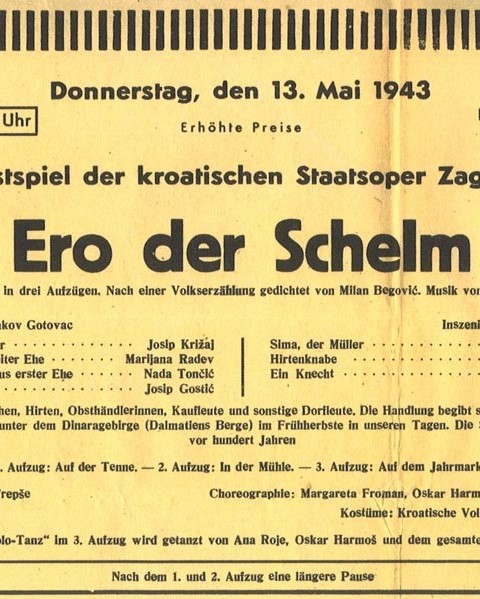 Donnerstag, den 13. Mai 1943
Uhr
Erhöhte Preise
stspiel der kroatischen Staatsoper Zag
Ero der Schelm
in drei Aufzügen. Nach einer Volkserzählung gedichtet von Milan Begović. Musik vo
kov Gotovac
Inszeni
r · · · · · · · · Josip Križaj
iter Ehe · · · · · Marijana Radev
us erster Ehe · · · · · Nada Tončić
· · · · · · · · Josip Gostić
Sima, der Müller · · · · · · · ·
Hirtenknabe · · · · · · · ·
Ein Knecht · · · · · · · ·
hen, Hirten, Obsthändlerinnen, Kaufleute und sonstige Dorfleute. Die Handlung begibt s
unter dem Dinaragebirge (Dalmatiens Berge) im Frühherbste in unseren Tagen. Die S
vor hundert Jahren
. Aufzug: Auf der Tenne. — 2. Aufzug: In der Mühle. — 3. Aufzug: Auf dem Jahrmark
Trepše
Choreographie: Margareta Froman, Oskar Harm
Kostüme: Kroatische Vol
olo-Tanz“ im 3. Aufzug wird getanzt von Ana Roje, Oskar Harmoš und dem gesamte
Nach dem 1. und 2. Aufzug eine längere Pause